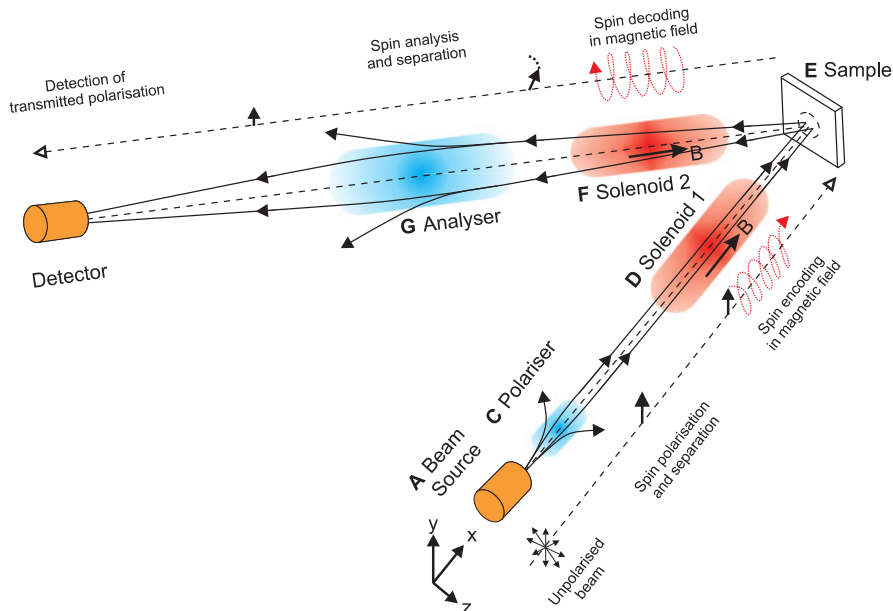 Spin decoding
in magnetic field
Spin analysis
and separation
Detection of
transmitted polarisation
E Sample
B
F Solenoid 2
G Analyser
Detector
D Solenoid 1
B
Spin encoding
in magnetic field
C Polariser
Spin polarisation
and separation
A Beam
Source
y
x
z
Unpolarised
beam